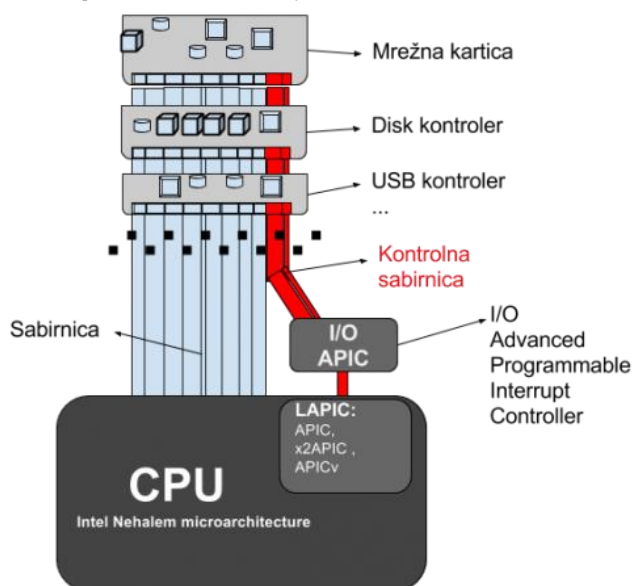 Mrežna kartica
Disk kontroler
USB kontroler
...
Kontrolna
sabirnica
Sabirnica
I/O
APIC
I/O
Advanced
Programmable
Interrupt
Controller
LAPIC:
APIC,
x2APIC ,
APICv
CPU
Intel Nehalem microarchitecture